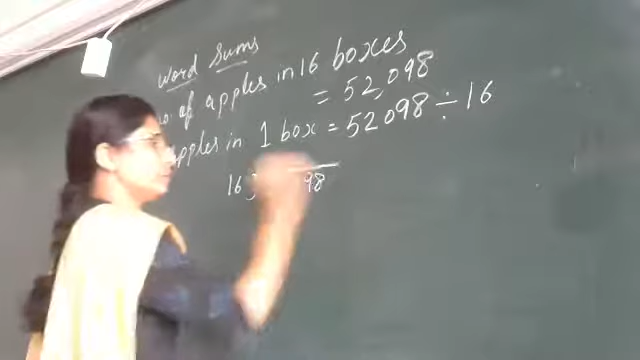 Word Sums
of apples in 16 boxes
= 52,098
apples in 1 box = 52098 ÷ 16
16 98